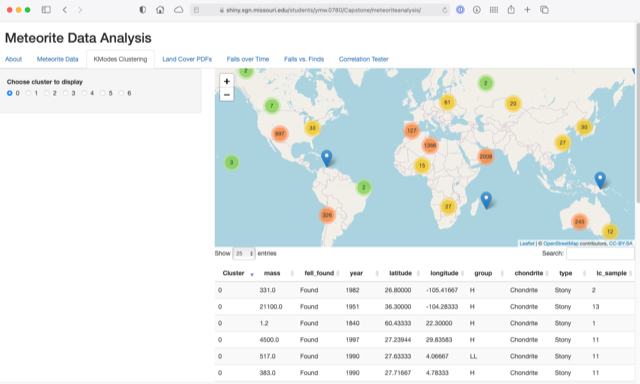 shiny.sgn.missouri.edu/students/ymw.0780/Capstone/meteoriteanalysis/
Meteorite Data Analysis
About Meteorite Data KModes Clustering Land Cover PDFs Falls over Time Falls vs. Finds Correlation Tester
Choose cluster to display
0 1 2 3 4 5 6
+
−
2
2
7
61
20
33
897
127
1366
30
27
2008
3
15
2
27
326
245
12
Leaflet | © OpenStreetMap contributors, CC-BY-SA
Show 25 entries Search:
Cluster mass fell_found year latitude longitude group chondrite type lc_sample
0 331.0 Found 1982 26.80000 -105.41667 H Chondrite Stony 2
0 21100.0 Found 1951 36.30000 -104.28333 H Chondrite Stony 13
0 1.2 Found 1840 60.43333 22.30000 H Chondrite Stony 1
0 4500.0 Found 1997 27.23944 29.83583 H Chondrite Stony 11
0 517.0 Found 1990 27.63333 4.06667 LL Chondrite Stony 11
0 383.0 Found 1990 27.71667 4.78333 H Chondrite Stony 11